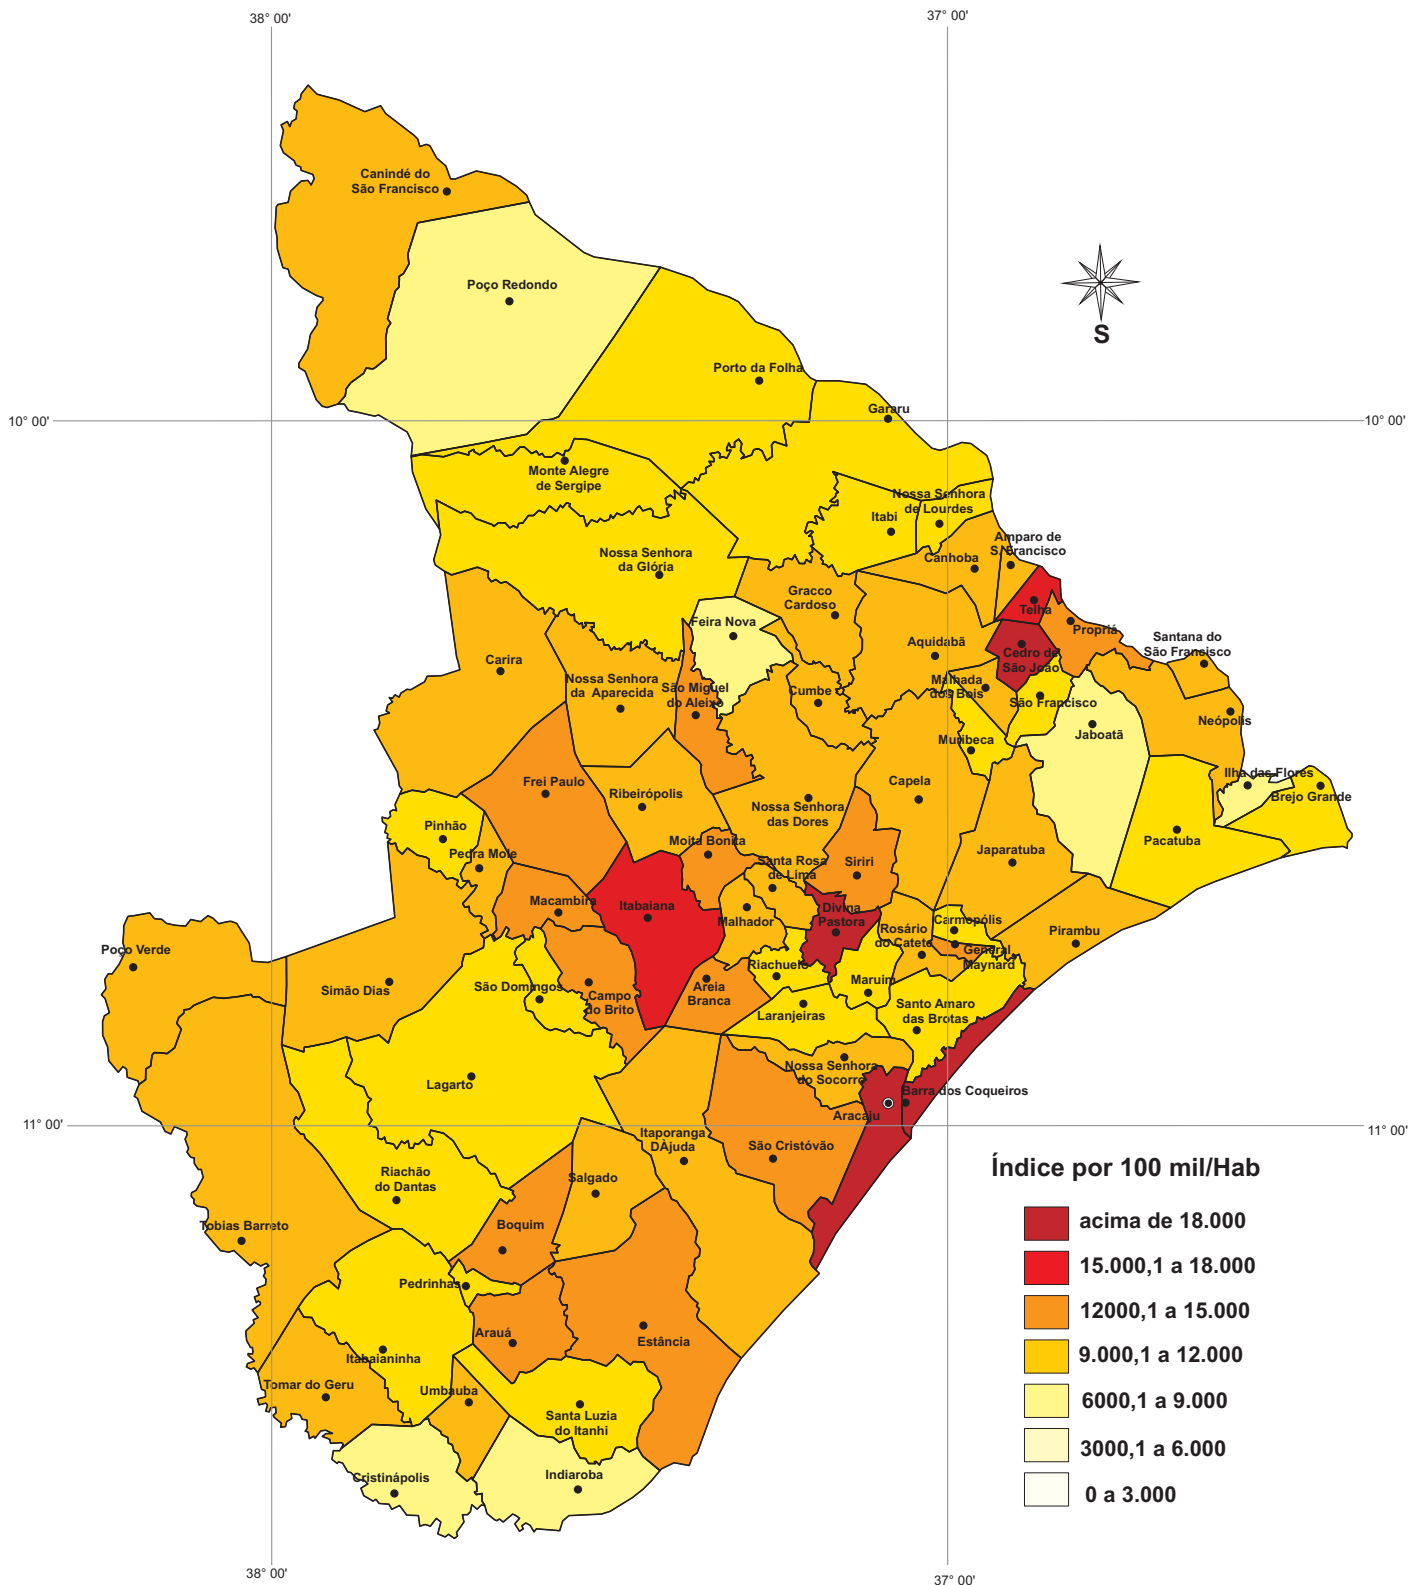 38° 00'
37° 00'
Canindé do
São Francisco
Poço Redondo
S
Porto da Folha
Gararu
10° 00'
10° 00'
Monte Alegre
de Sergipe
Nossa Senhora
de Lourdes
Itabi
Amparo de
S. Francisco
Nossa Senhora
da Glória
Canhoba
Gracco
Cardoso
Telha
Feira Nova
Propriá
Santana do
São Francisco
Aquidabã
Cedro de
São João
Carira
Nossa Senhora
da Aparecida
São Miguel
do Aleixo
Cumbe
Malhada
dos Bois
São Francisco
Neópolis
Jaboatã
Muribeca
Ilha das Flores
Brejo Grande
Frei Paulo
Ribeirópolis
Capela
Nossa Senhora
das Dores
Pinhão
Moita Bonita
Pacatuba
Pedra Mole
Santa Rosa
de Lima
Siriri
Japaratuba
Macambira
Itabaiana
Malhador
Divina
Pastora
Carmopólis
Rosário
do Catete
Pirambu
General
Maynard
Poço Verde
Riachuelo
Simão Dias
São Domingos
Campo
do Brito
Areia
Branca
Maruim
Laranjeiras
Santo Amaro
das Brotas
Lagarto
Nossa Senhora
do Socorro
Barra dos Coqueiros
Aracaju
11° 00'
11° 00'
Itaporanga
DÀjuda
São Cristóvão
Riachão
do Dantas
Salgado
Índice por 100 mil/Hab
Tobias Barreto
Boquim
acima de 18.000
Pedrinhas
15.000,1 a 18.000
12000,1 a 15.000
Arauá
Estância
Itabaianinha
9.000,1 a 12.000
Tomar do Geru
Umbauba
6000,1 a 9.000
Santa Luzia
do Itanhi
3000,1 a 6.000
Cristinápolis
Indiaroba
0 a 3.000
38° 00'
37° 00'